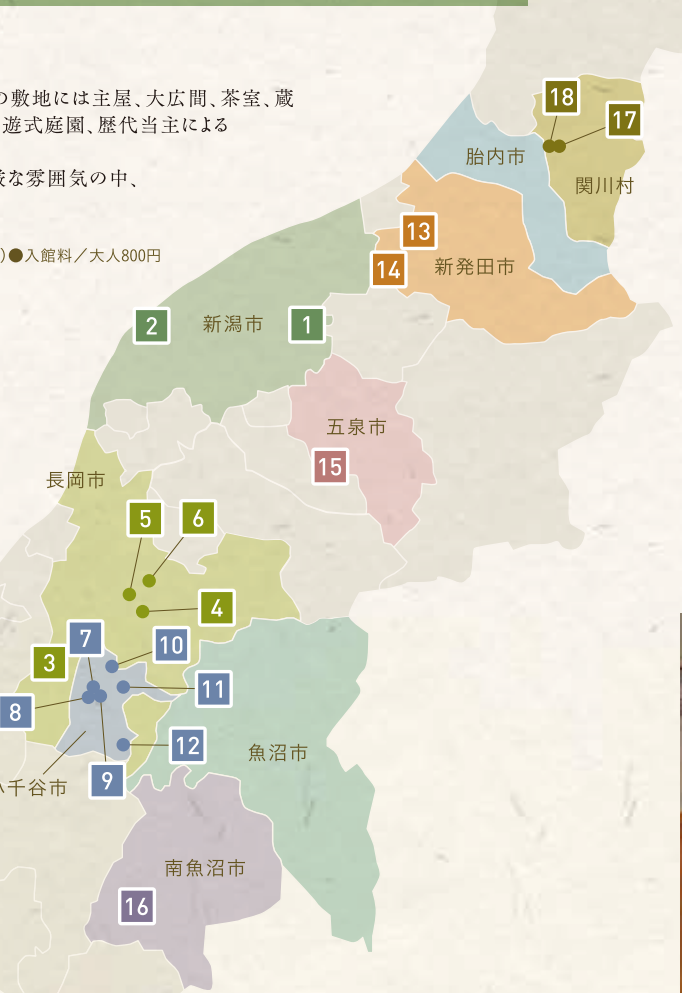 の敷地には主屋、大広間、茶室、蔵
遊式庭園、歴代当主による
な雰囲気の中、
)●入館料／大人800円
18
17
胎内市
関川村
13
14
新発田市
2
新潟市
1
五泉市
15
長岡市
5
6
4
7
10
3
11
8
12
魚沼市
9
千谷市
南魚沼市
16